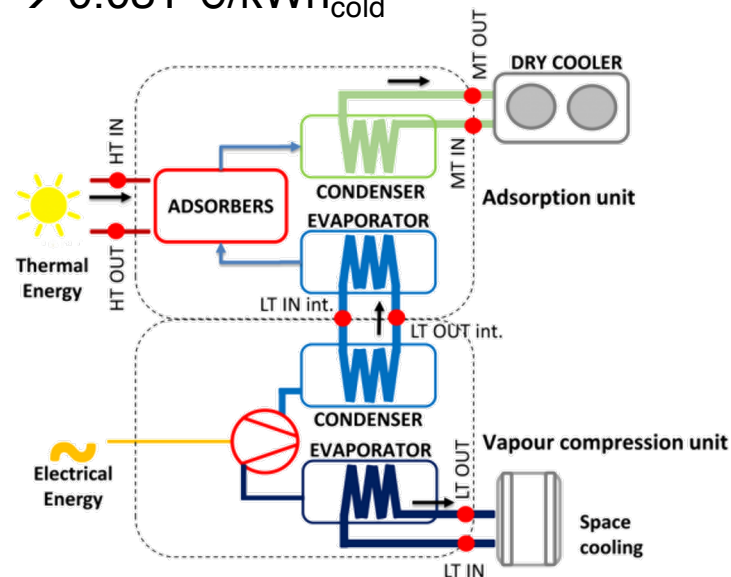 MT OUT
DRY COOLER
HT IN
MT IN
CONDENSER
ADSORBERS
Adsorption unit
EVAPORATOR
Thermal
Energy
HT OUT
LT IN int.
LT OUT int.
CONDENSER
EVAPORATOR
LT OUT
Vapour compression unit
Electrical
Energy
Space
cooling
LT IN